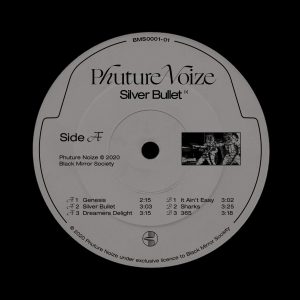 BMS0001-01
Phuture Noize
Silver Bullet
Side A
Phuture Noize © 2020
Black Mirror Society
A 1 Genesis 2:15
A 2 Silver Bullet 3:03
A 3 Dreamers Delight 3:15
B 1 It Ain't Easy 3:02
B 2 Sharks 3:25
B 3 365 3:18
© Phuture Noize under exclusive licence to Black Mirror Society